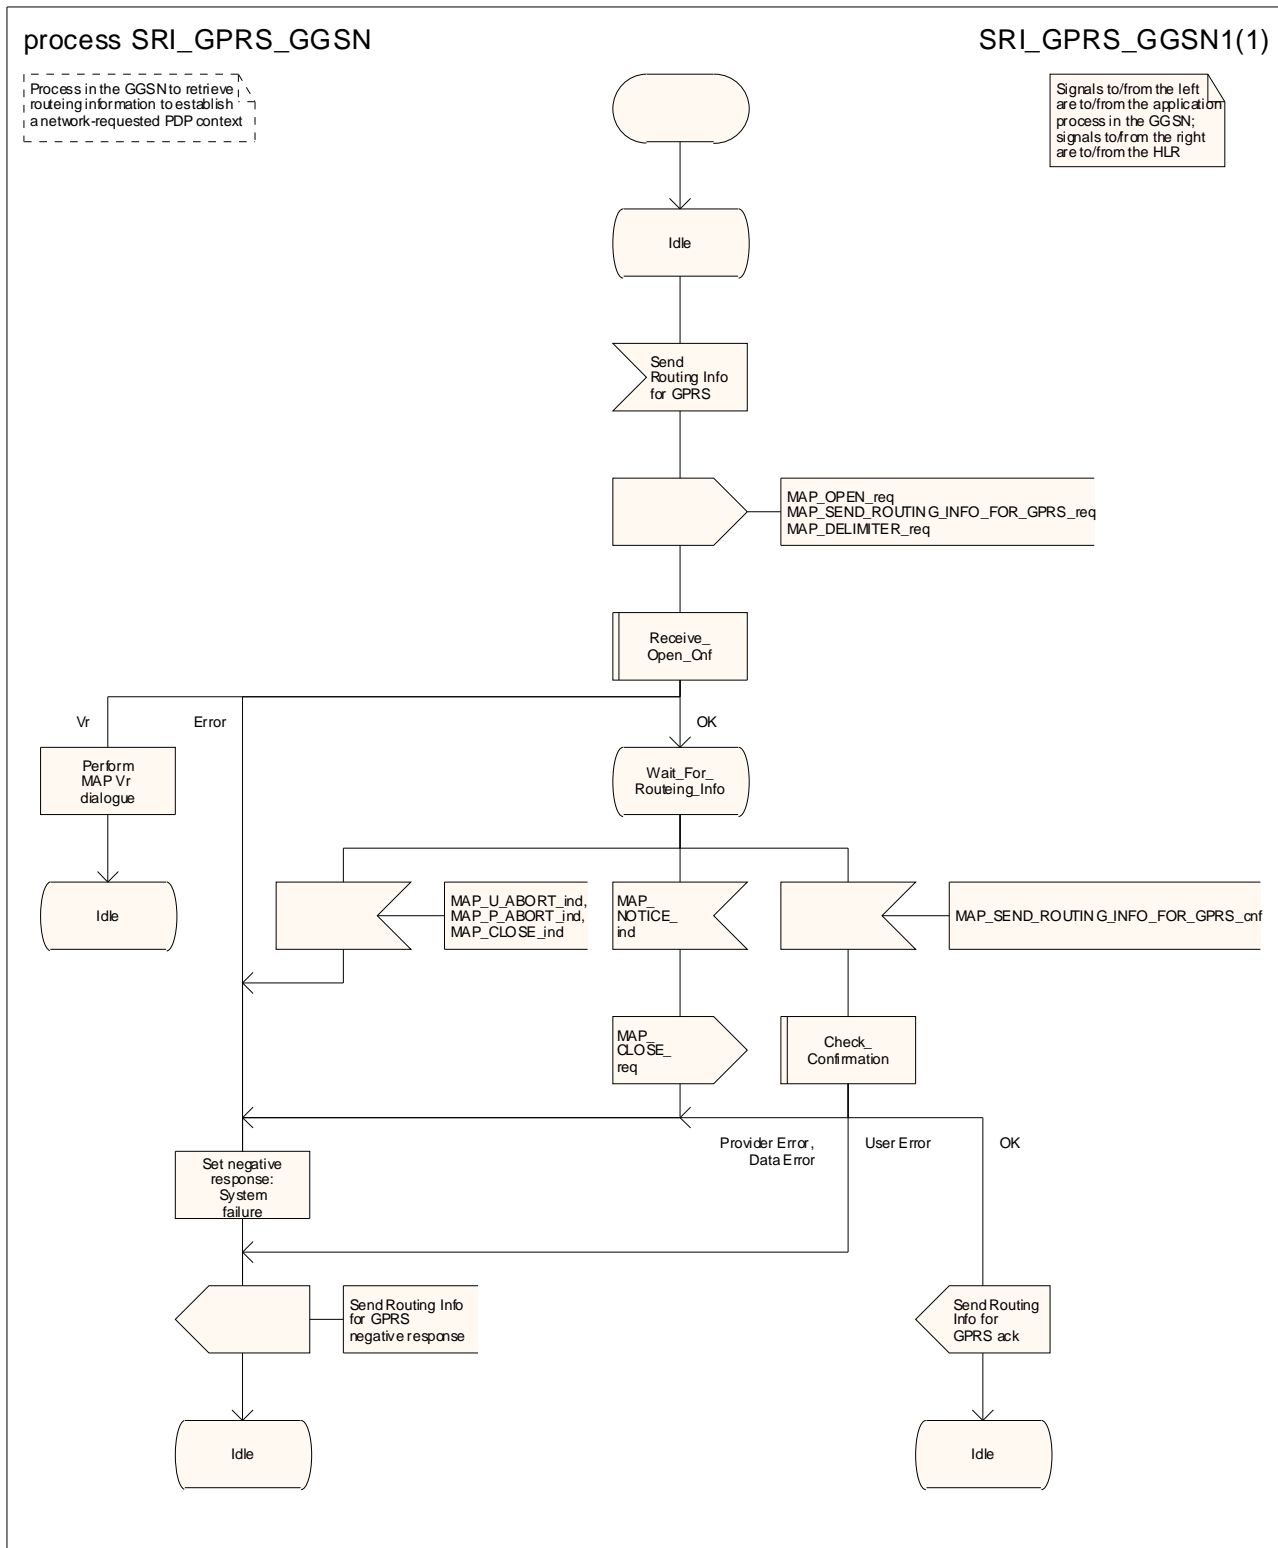 process SRI_GPRS_GGSN
SRI_GPRS_GGSN1(1)
Process in the GGSN to retrieve
routeing information to establish
a network-requested PDP context
Signals to/from the left
are to/from the application
process in the GGSN;
signals to/from the right
are to/from the HLR
Idle
Send
Routing Info
for GPRS
MAP_OPEN_req
MAP_SEND_ROUTING_INFO_FOR_GPRS_req
MAP_DELIMITER_req
Receive_
Open_Cnf
Vr
Error
OK
Perform
MAP Vr
dialogue
Wait_For_
Routeing_Info
Idle
MAP_U_ABORT_ind,
MAP_P_ABORT_ind,
MAP_CLOSE_ind
MAP_
NOTICE_
ind
MAP_SEND_ROUTING_INFO_FOR_GPRS_cnf
MAP_
CLOSE_
req
Check_
Confirmation
Provider Error,
Data Error
User Error
OK
Set negative
response:
System
failure
Send Routing Info
for GPRS
negative response
Send Routing
Info for
GPRS ack
Idle
Idle